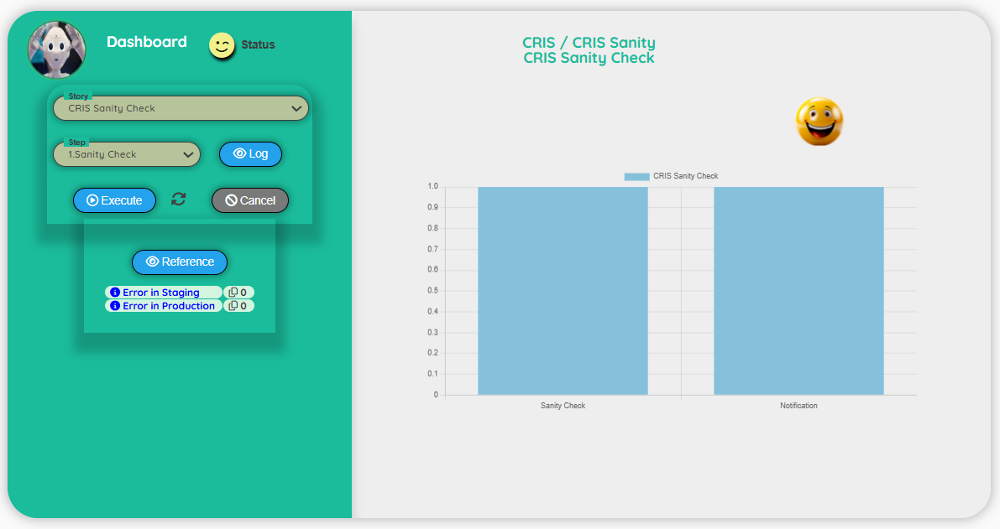 Dashboard
Status
Story
CRIS Sanity Check
Step
1.Sanity Check
Log
Execute
Cancel
Reference
Error in Staging 0
Error in Production 0
CRIS / CRIS Sanity
CRIS Sanity Check
CRIS Sanity Check
1.0
0.9
0.8
0.7
0.6
0.5
0.4
0.3
0.2
0.1
0
Sanity Check Notification